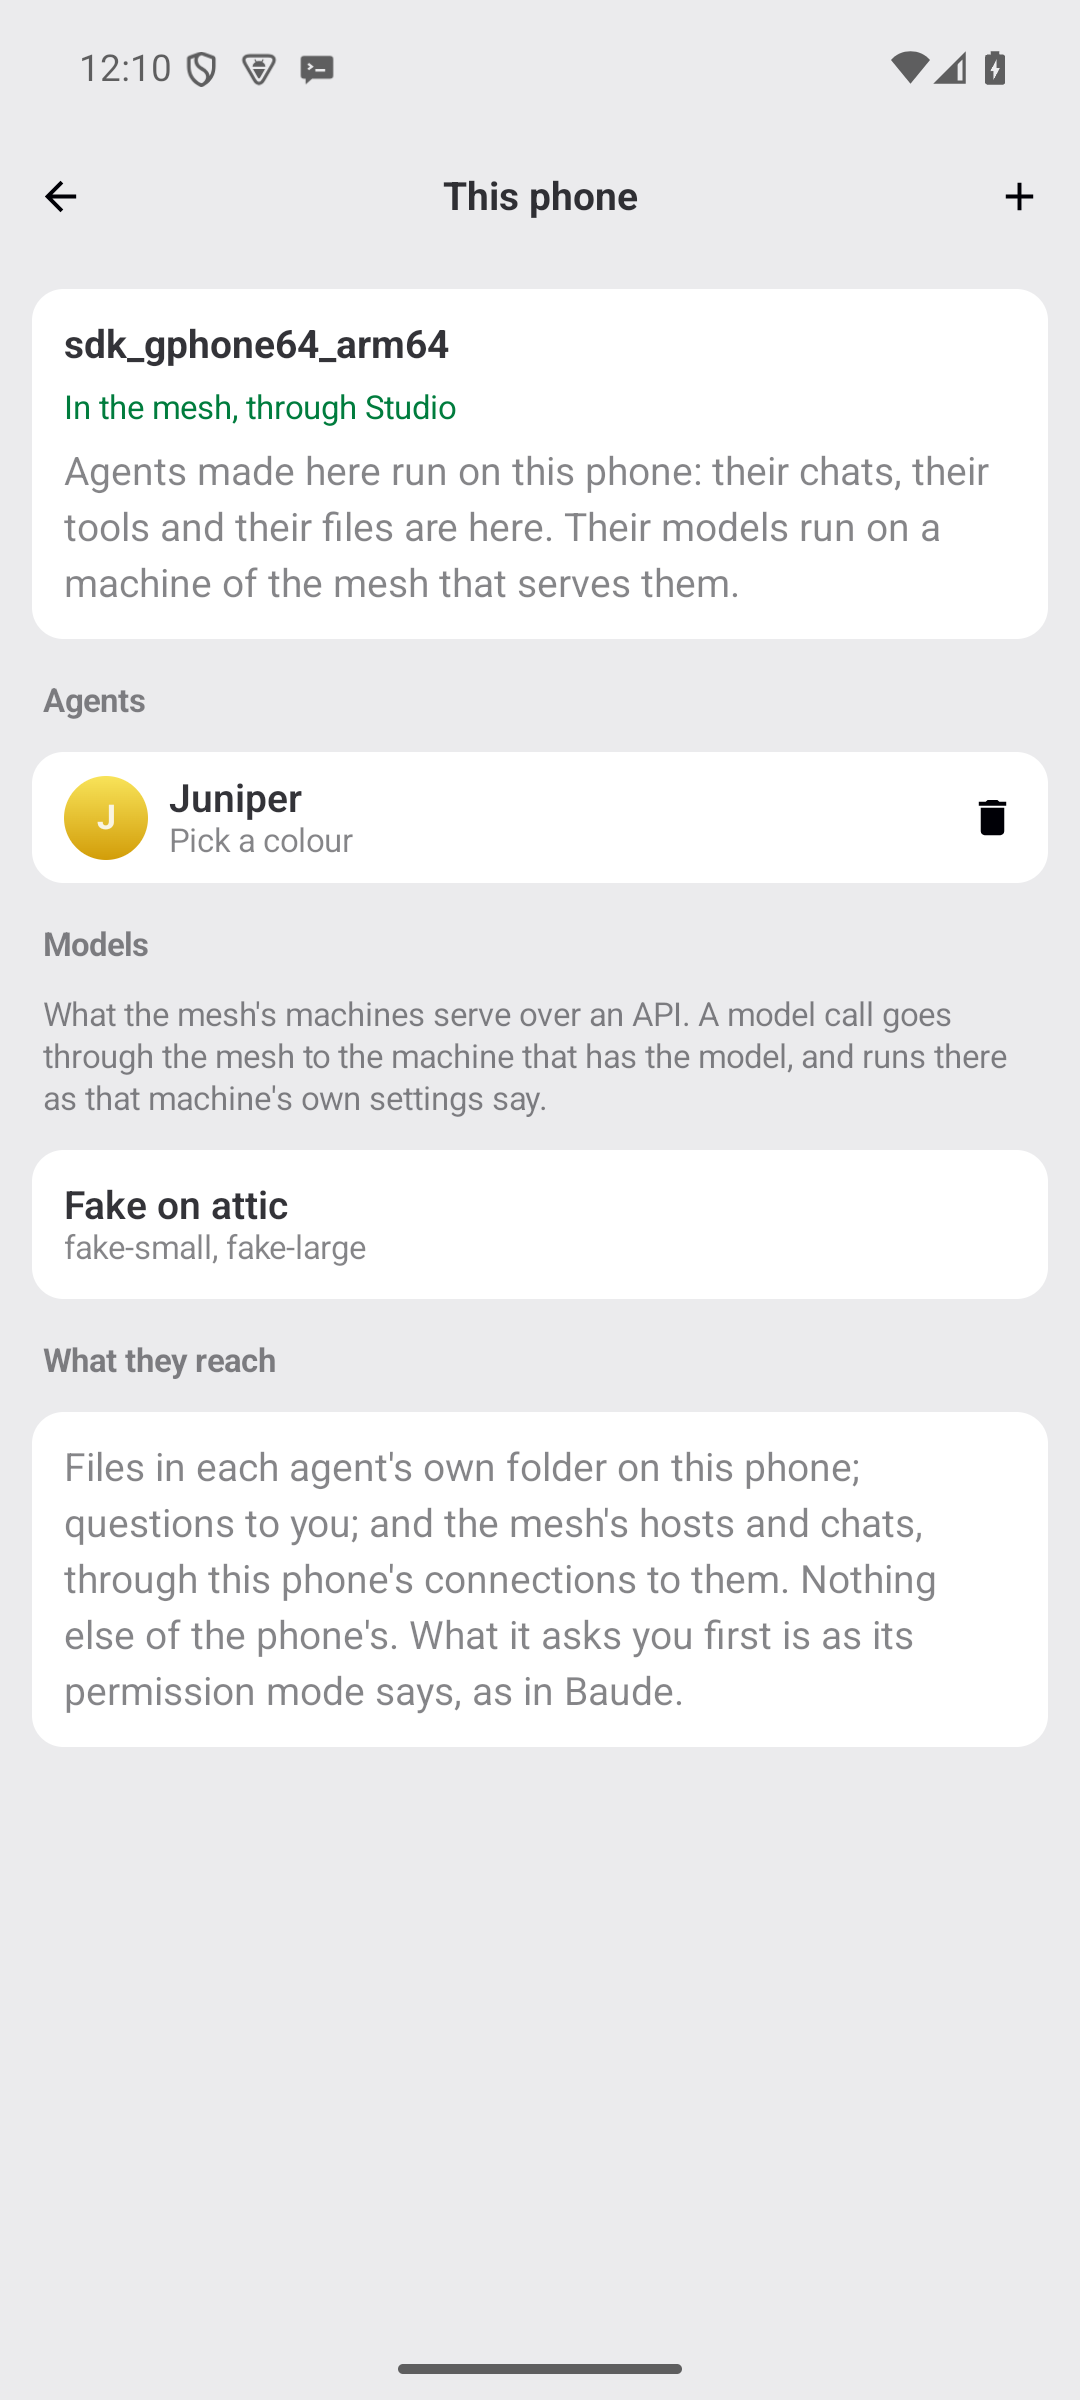 12:10
This phone
sdk_gphone64_arm64
In the mesh, through Studio
Agents made here run on this phone: their chats, their
tools and their files are here. Their models run on a
machine of the mesh that serves them.
Agents
J
Juniper
Pick a colour
Models
What the mesh's machines serve over an API. A model call goes
through the mesh to the machine that has the model, and runs there
as that machine's own settings say.
Fake on attic
fake-small, fake-large
What they reach
Files in each agent's own folder on this phone;
questions to you; and the mesh's hosts and chats,
through this phone's connections to them. Nothing
else of the phone's. What it asks you first is as its
permission mode says, as in Baude.